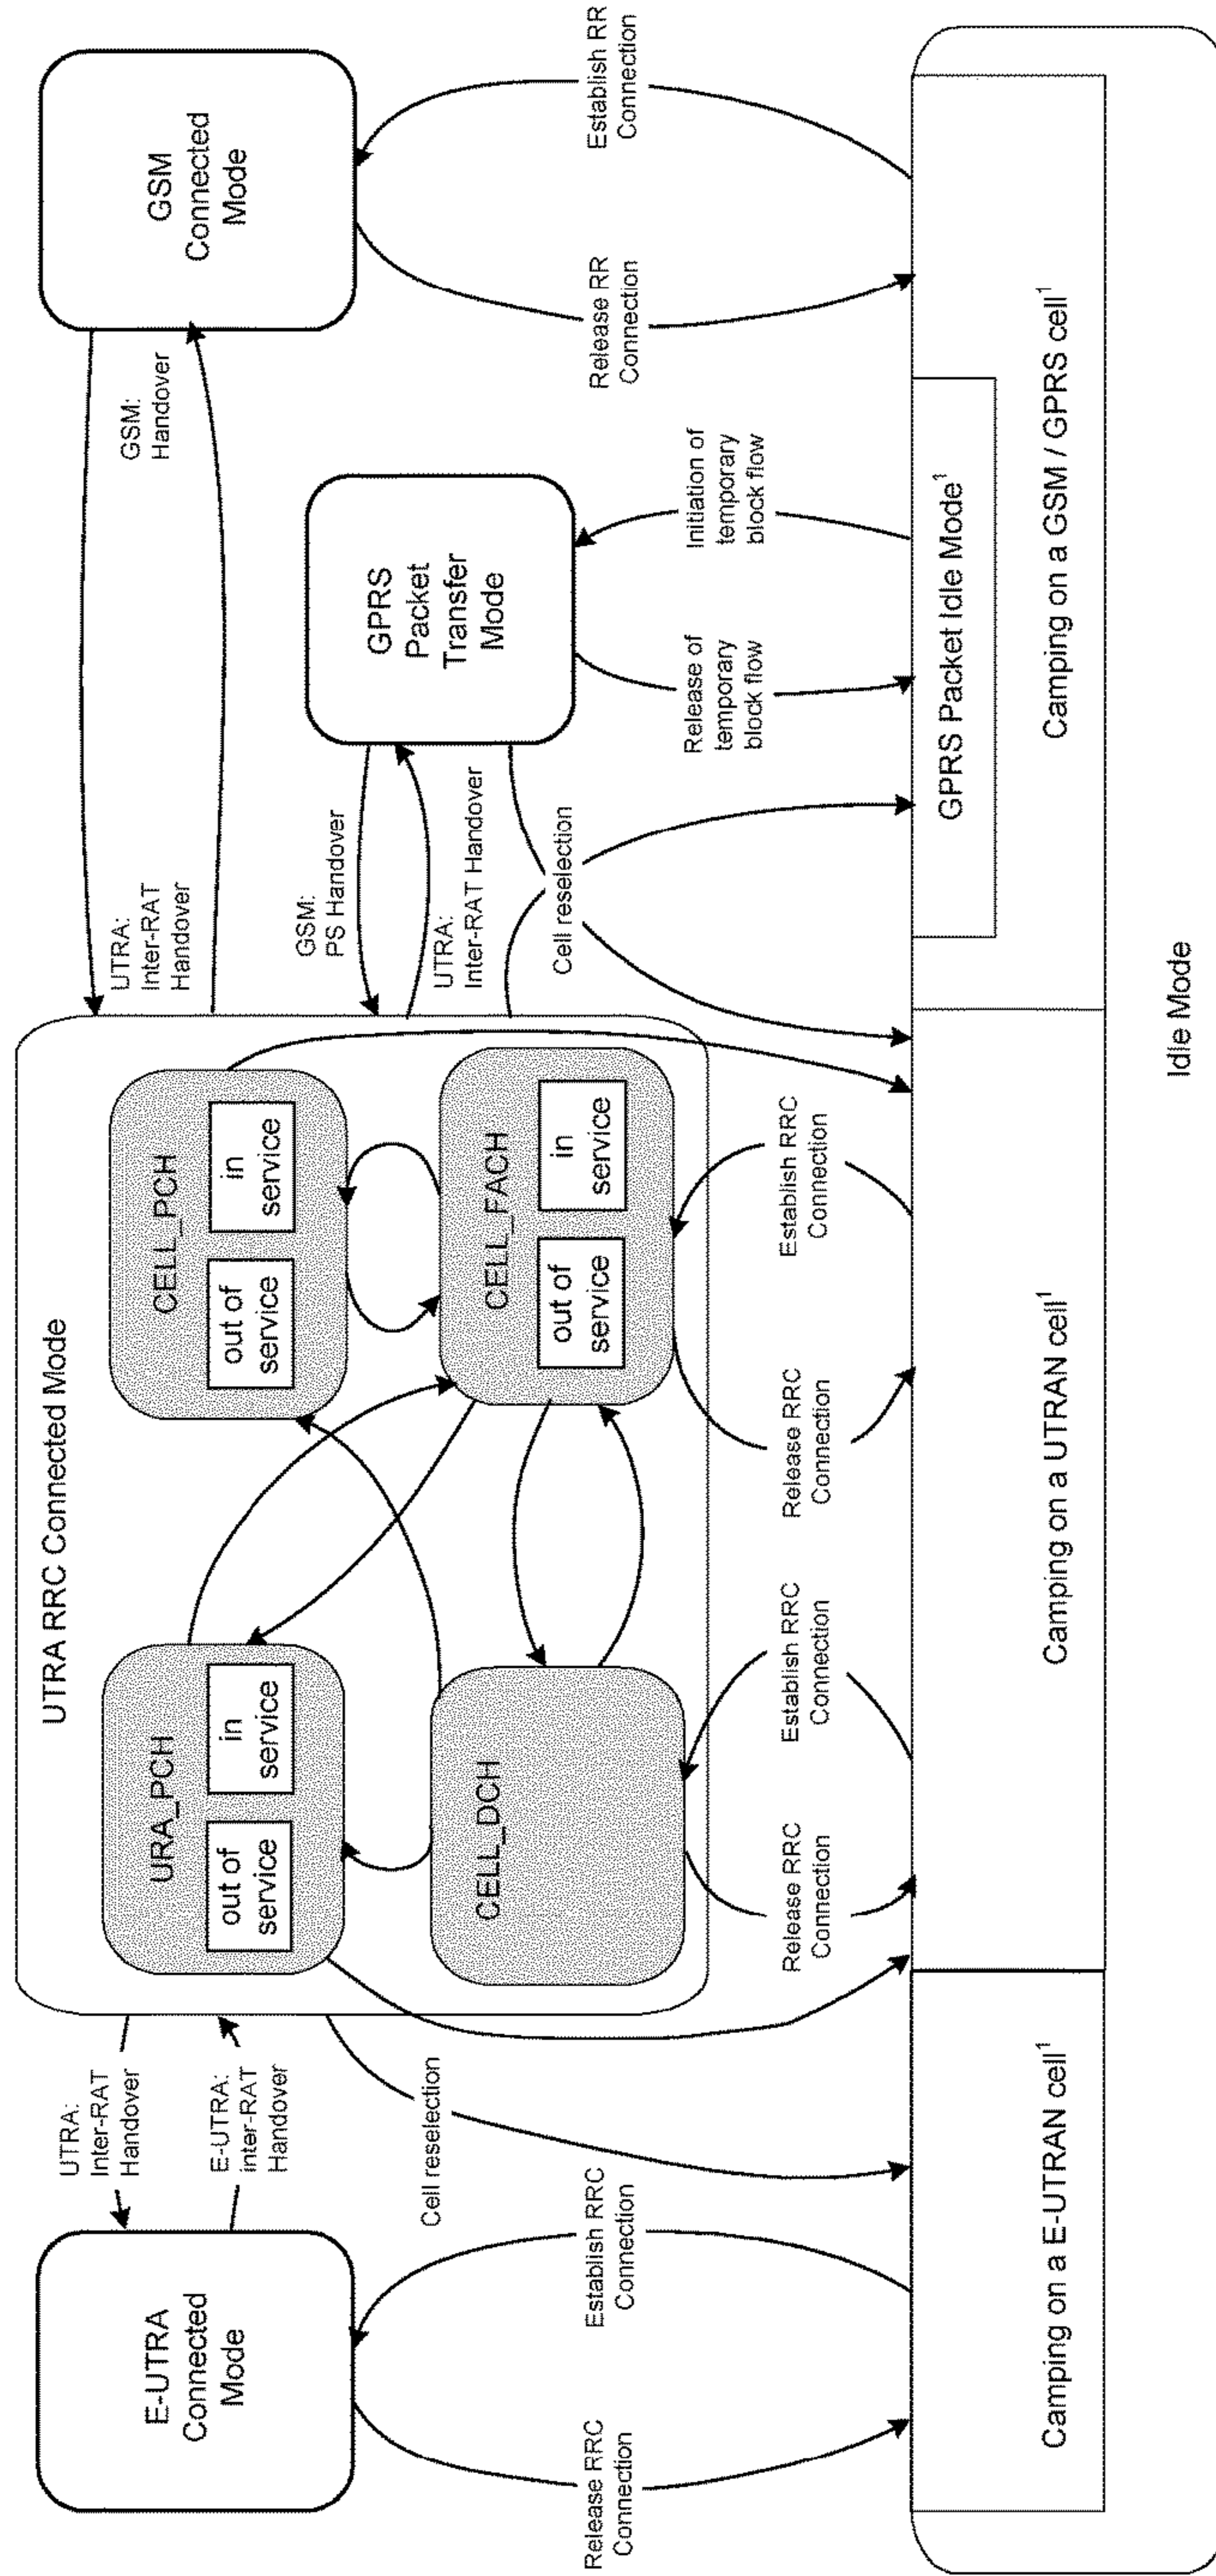 UTRA RRC Connected Mode
E-UTRA
Connected
Mode
UTRA:
Inter-RAT
Handover
E-UTRA:
inter-RAT
Handover
URA_PCH
out of
service
in
service
CELL_PCH
out of
service
in
service
CELL_DCH
CELL_FACH
out of
service
in
service
UTRA:
Inter-RAT
Handover
GSM:
Handover
GSM
Connected
Mode
GSM:
PS Handover
UTRA:
Inter-RAT Handover
GPRS
Packet
Transfer
Mode
Cell reselection
Cell reselection
Release RRC
Connection
Establish RRC
Connection
Release RRC
Connection
Establish RRC
Connection
Release RRC
Connection
Establish RRC
Connection
Release of
temporary
block flow
Initiation of
temporary
block flow
Release RR
Connection
Establish RR
Connection
GPRS Packet Idle Mode¹
Camping on a E-UTRAN cell¹
Camping on a UTRAN cell¹
Camping on a GSM / GPRS cell¹
Idle Mode